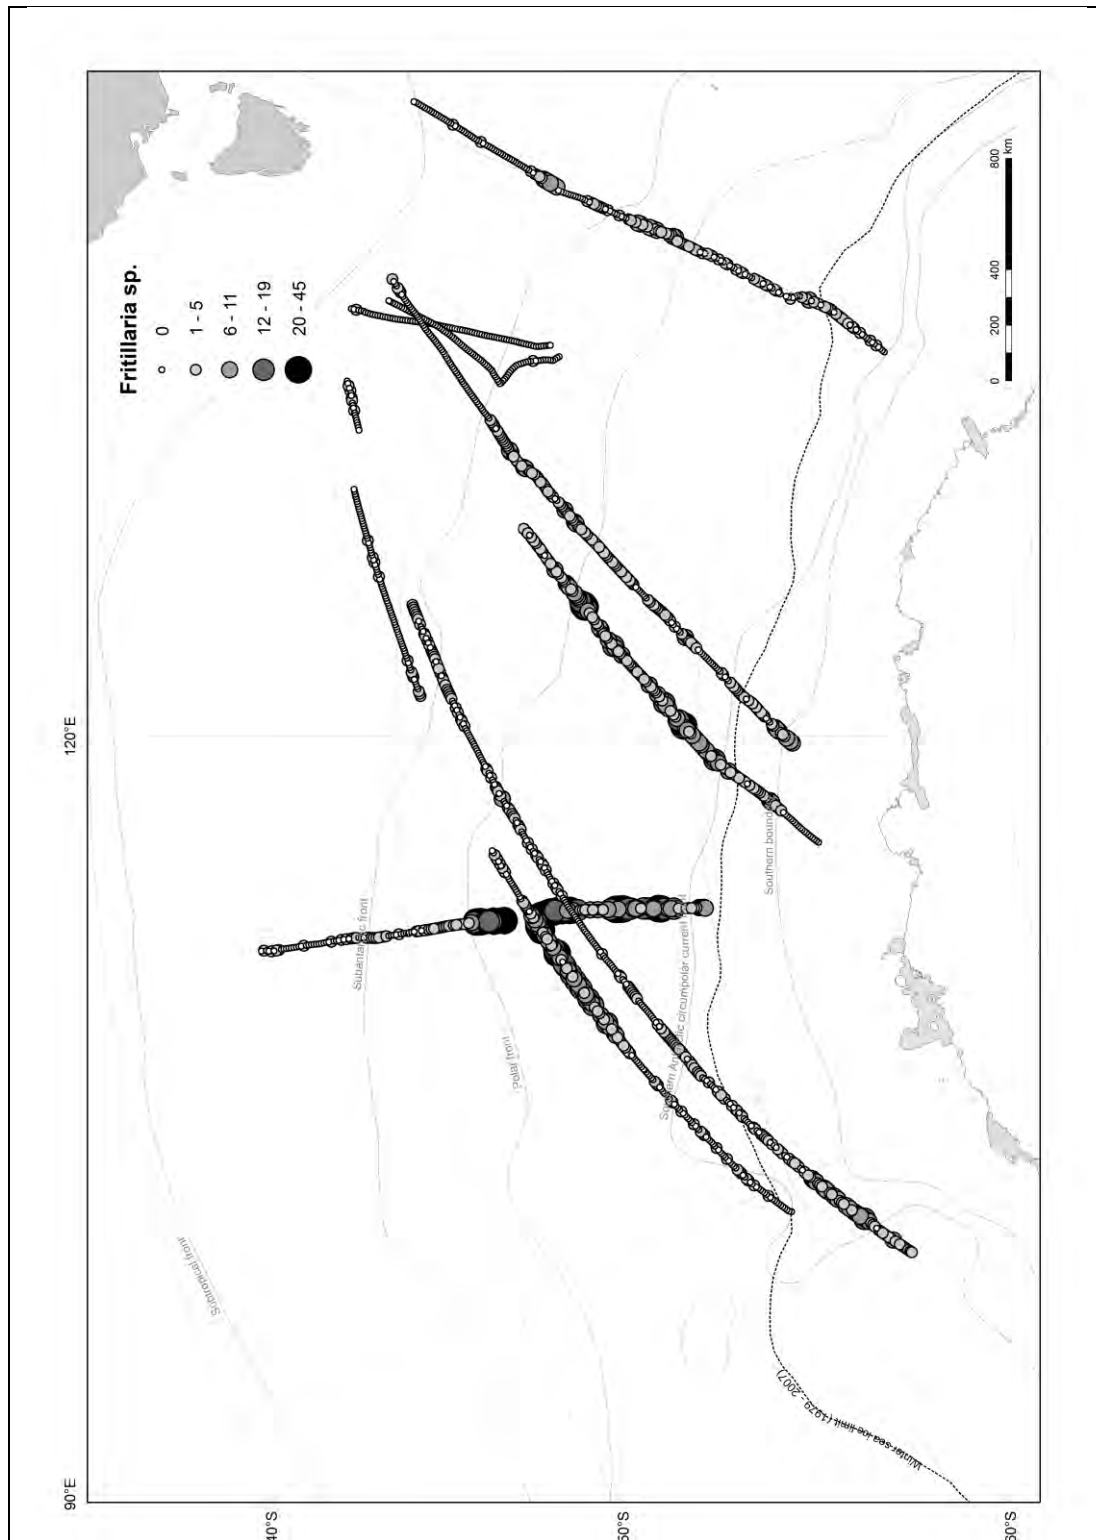 Fritillaria sp.
0
1 - 5
6 - 11
12 - 19
20 - 45
0
200
400
800
km
120°E
90°E
Subtropical front
Subantarctic front
Polar front
Southern Antarctic circumpolar current
Southern bound
Winter sea ice limit (1979 - 2007)
40°S
50°S
60°S